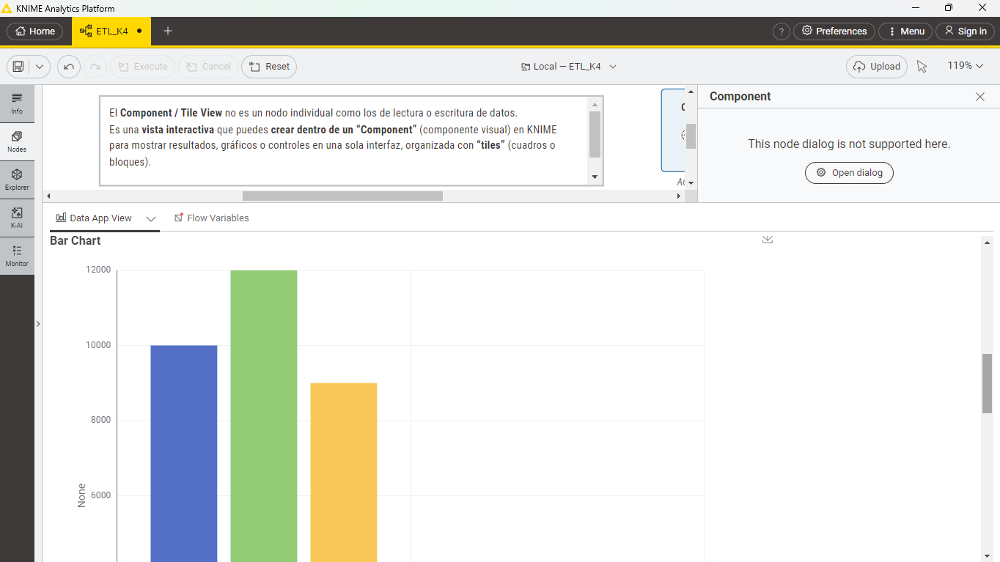 KNIME Analytics Platform
Home
ETL_K4
?
Preferences
Menu
Sign in
Execute
Cancel
Reset
Local — ETL_K4
Upload
119%
Info
Nodes
Explorer
K-AI
Monitor
El Component / Tile View no es un nodo individual como los de lectura o escritura de datos.
Es una vista interactiva que puedes crear dentro de un “Component” (componente visual) en KNIME
para mostrar resultados, gráficos o controles en una sola interfaz, organizada con “tiles” (cuadros o
bloques).
Component
This node dialog is not supported here.
Open dialog
Data App View
Flow Variables
Bar Chart
12000
10000
8000
6000
None